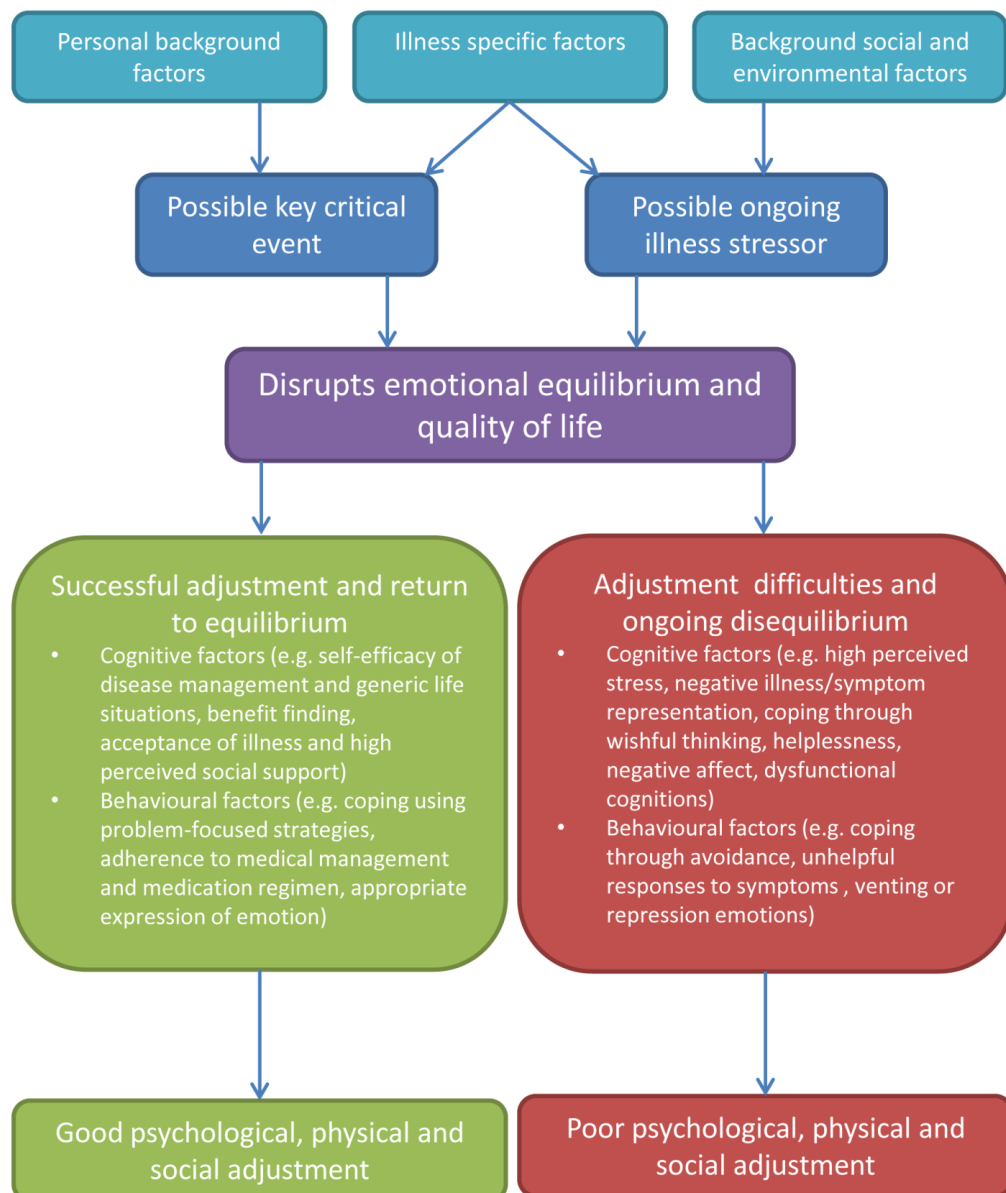 Personal background
factors
Illness specific factors
Background social and
environmental factors
Possible key critical
event
Possible ongoing
illness stressor
Disrupts emotional equilibrium and
quality of life
Successful adjustment and return
to equilibrium
• Cognitive factors (e.g. self-efficacy of
disease management and generic life
situations, benefit finding,
acceptance of illness and high
perceived social support)
• Behavioural factors (e.g. coping using
problem-focused strategies,
adherence to medical management
and medication regimen, appropriate
expression of emotion)
Adjustment  difficulties and
ongoing disequilibrium
• Cognitive factors (e.g. high perceived
stress, negative illness/symptom
representation, coping through
wishful thinking, helplessness,
negative affect, dysfunctional
cognitions)
• Behavioural factors (e.g. coping
through avoidance, unhelpful
responses to symptoms , venting or
repression emotions)
Good psychological, physical and
social adjustment
Poor psychological, physical and
social adjustment